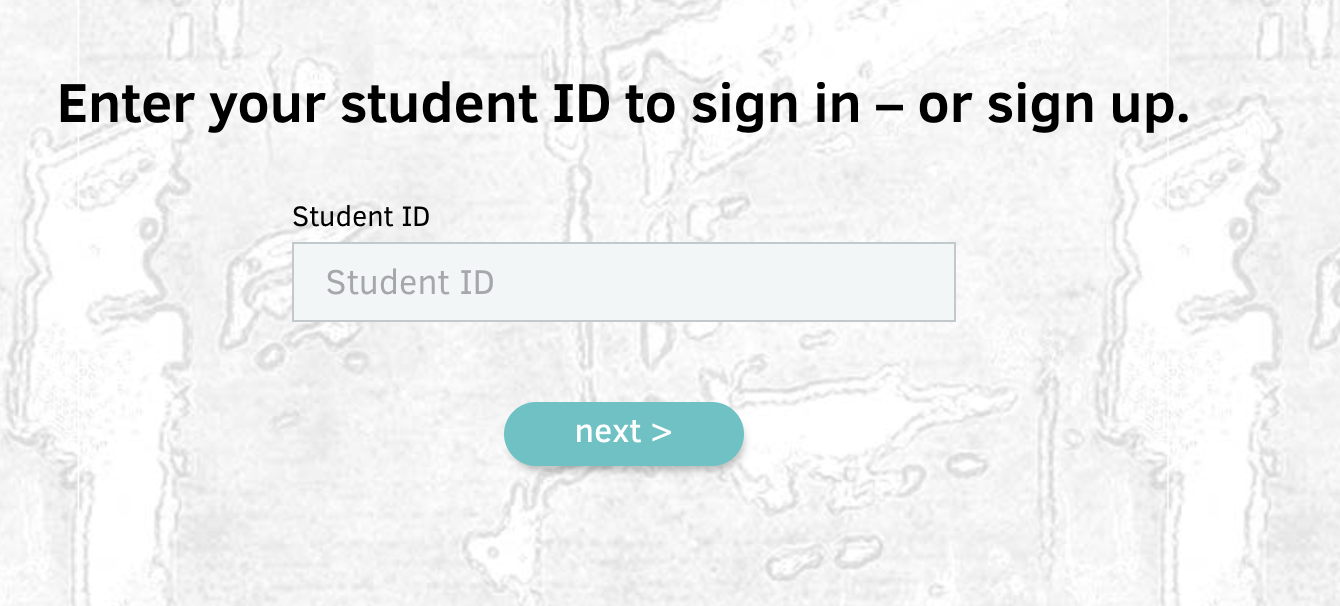 Enter your student ID to sign in – or sign up.
Student ID
Student ID
next >